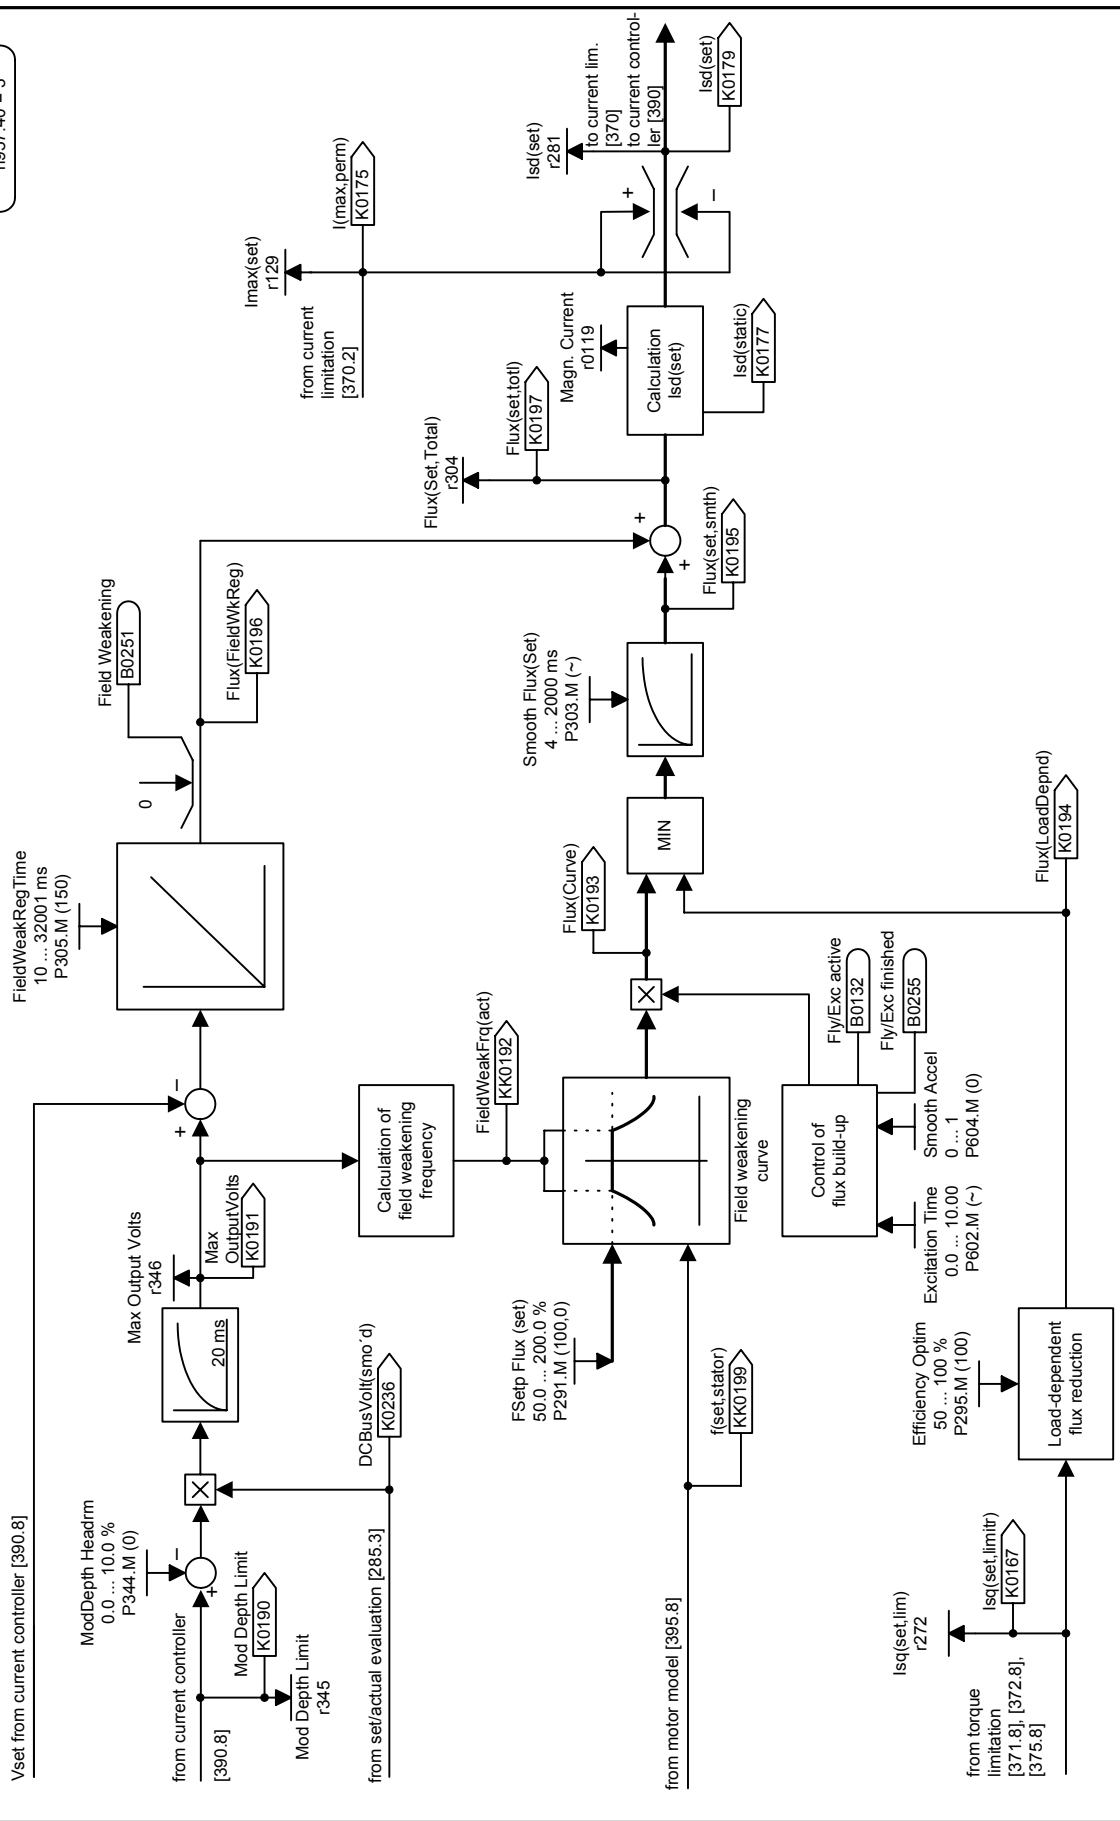 Vset from current controller [390.8]
ModDepth Headrm
0.0 ... 10.0 %
P344.M (0)
–
+
from current controller
[390.8]
Mod Depth Limit
K0190
Mod Depth Limit
r345
from set/actual evaluation [285.3]
DCBusVolt(smo´d)
K0236
20 ms
Max Output Volts
r346
Max
OutputVolts
K0191
+
–
FieldWeakRegTime
10 ... 32001 ms
P305.M (150)
0
Field Weakening
B0251
Flux(FieldWkReg)
K0196
Calculation of
field weakening
frequency
FieldWeakFrq(act)
KK0192
FSetp Flux (set)
50.0 ... 200.0 %
P291.M (100,0)
from motor model [395.8]
f(set,stator)
KK0199
Field weakening
curve
Flux(Curve)
K0193
MIN
Smooth Flux(Set)
4 ... 2000 ms
P303.M (~)
Flux(set,smth)
K0195
+
+
Flux(Set,Total)
r304
Flux(set,totl)
K0197
Magn. Current
r0119
Calculation
Isd(set)
Isd(static)
K0177
from current
limitation
[370.2]
Imax(set)
r129
I(max,perm)
K0175
+
–
Isd(set)
r281
to current lim.
[370]
to current control-
ler [390]
Isd(set)
K0179
Control of
flux build-up
Excitation Time
0.0 ... 10.00
P602.M (~)
Smooth Accel
0 ... 1
P604.M (0)
Fly/Exc active
B0132
Fly/Exc finished
B0255
from torque
limitation
[371.8], [372.8],
[375.8]
Isq(set,lim)
r272
Isq(set,limitr)
K0167
Efficiency Optim
50 ... 100 %
P295.M (100)
Load-dependent
flux reduction
Flux(LoadDepnd)
K0194